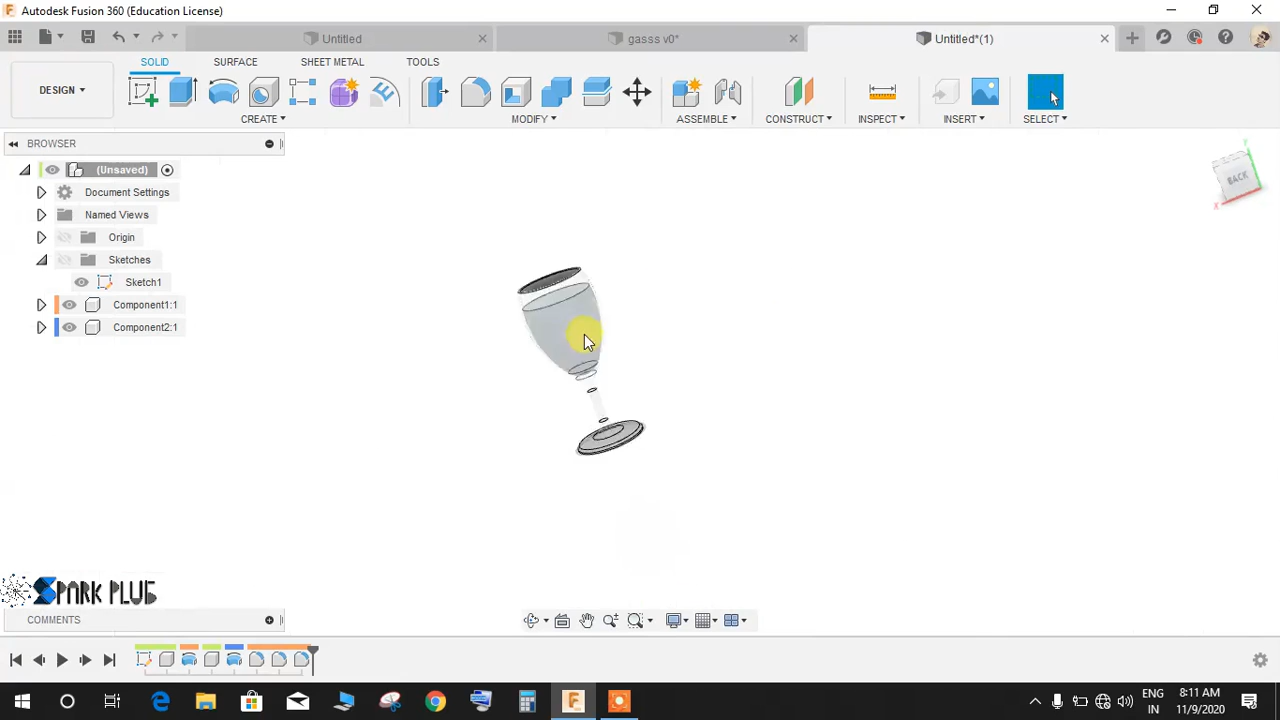 Autodesk Fusion 360 (Education License)
Untitled
gasss v0*
Untitled*(1)
SOLID
SURFACE
SHEET METAL
TOOLS
DESIGN
CREATE
MODIFY
ASSEMBLE
CONSTRUCT
INSPECT
INSERT
SELECT
BROWSER
(Unsaved)
Document Settings
Named Views
Origin
Sketches
Sketch1
Component1:1
Component2:1
BACK
X
Y
SPARK PLUG
COMMENTS
ENG
IN
8:11 AM
11/9/2020